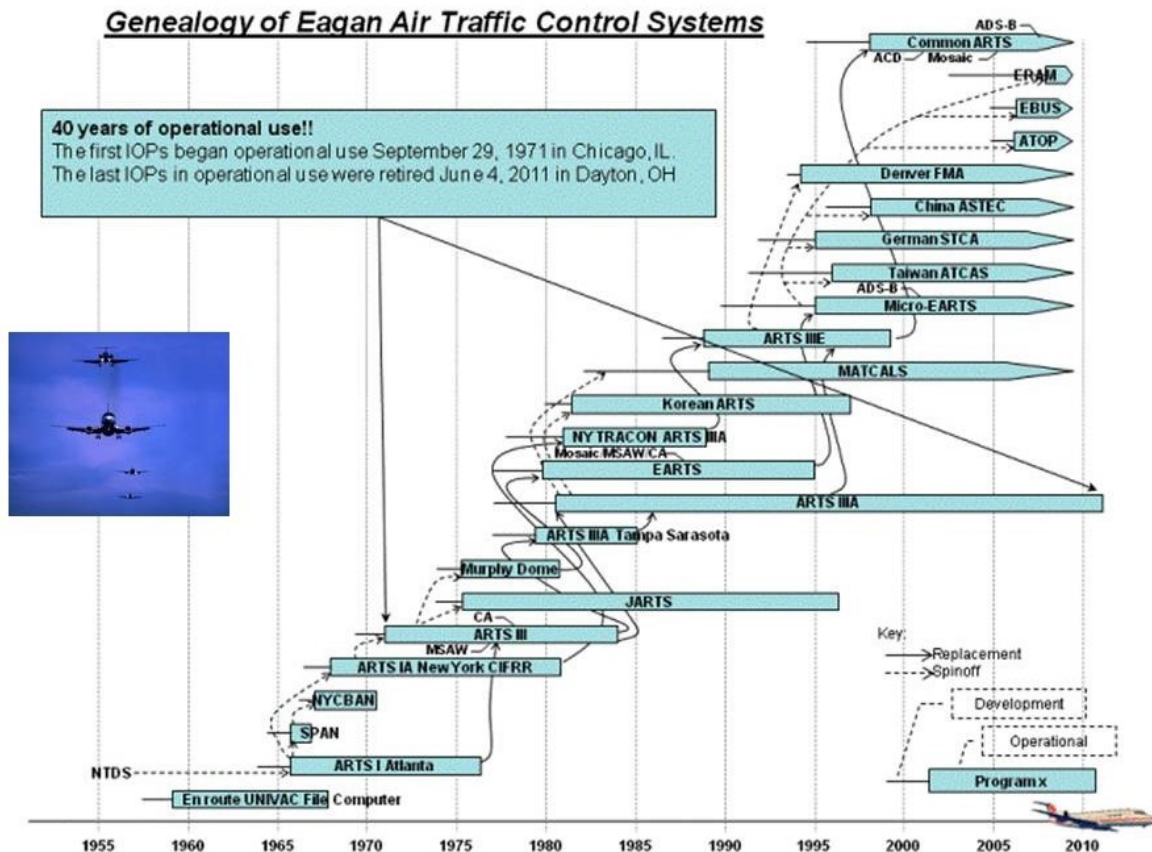 Genealogy of Eagan Air Traffic Control Systems
ADS-B
Common ARTS
ACD Mosaic
ERAM
EBUS
40 years of operational use!!
The first IOPs began operational use September 29, 1971 in Chicago, IL.
The last IOPs in operational use were retired June 4, 2011 in Dayton, OH
ATOP
Denver FMA
China ASTEC
German STCA
Taiwan ATCAS
ADS-B
Micro-EARTS
ARTS IIIE
MATCALS
Korean ARTS
NY TRACON ARTS IIIA
Mosaic/MSAW/CA
EARTS
ARTS IIIA
ARTS IIIA Tampa Sarasota
Murphy Dome
JARTS
CA
ARTS III
MSAW
ARTS IA New York CIFRR
NYCBAN
SPAN
ARTS I Atlanta
NTDS
En route UNIVAC File Computer
Key:
Replacement
Spinoff
Development
Operational
Program x
1955 1960 1965 1970 1975 1980 1985 1990 1995 2000 2005 2010